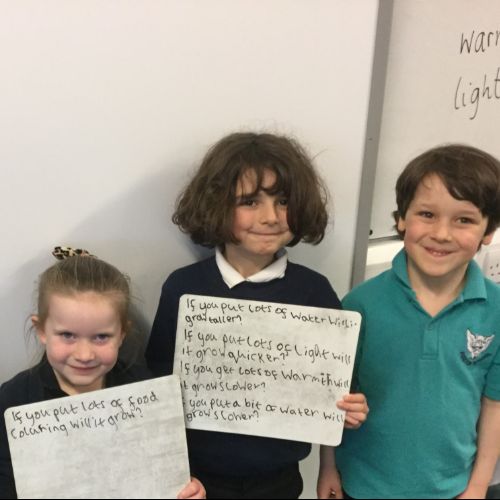 warm
light
If you put lots of water will it
grow taller?
If you put lots of light will
it grow quicker?
If you get lots of warmth will
it grow slower?
If you put a bit of water will
grow slower?
If you put lots of food
colouring will it grow?